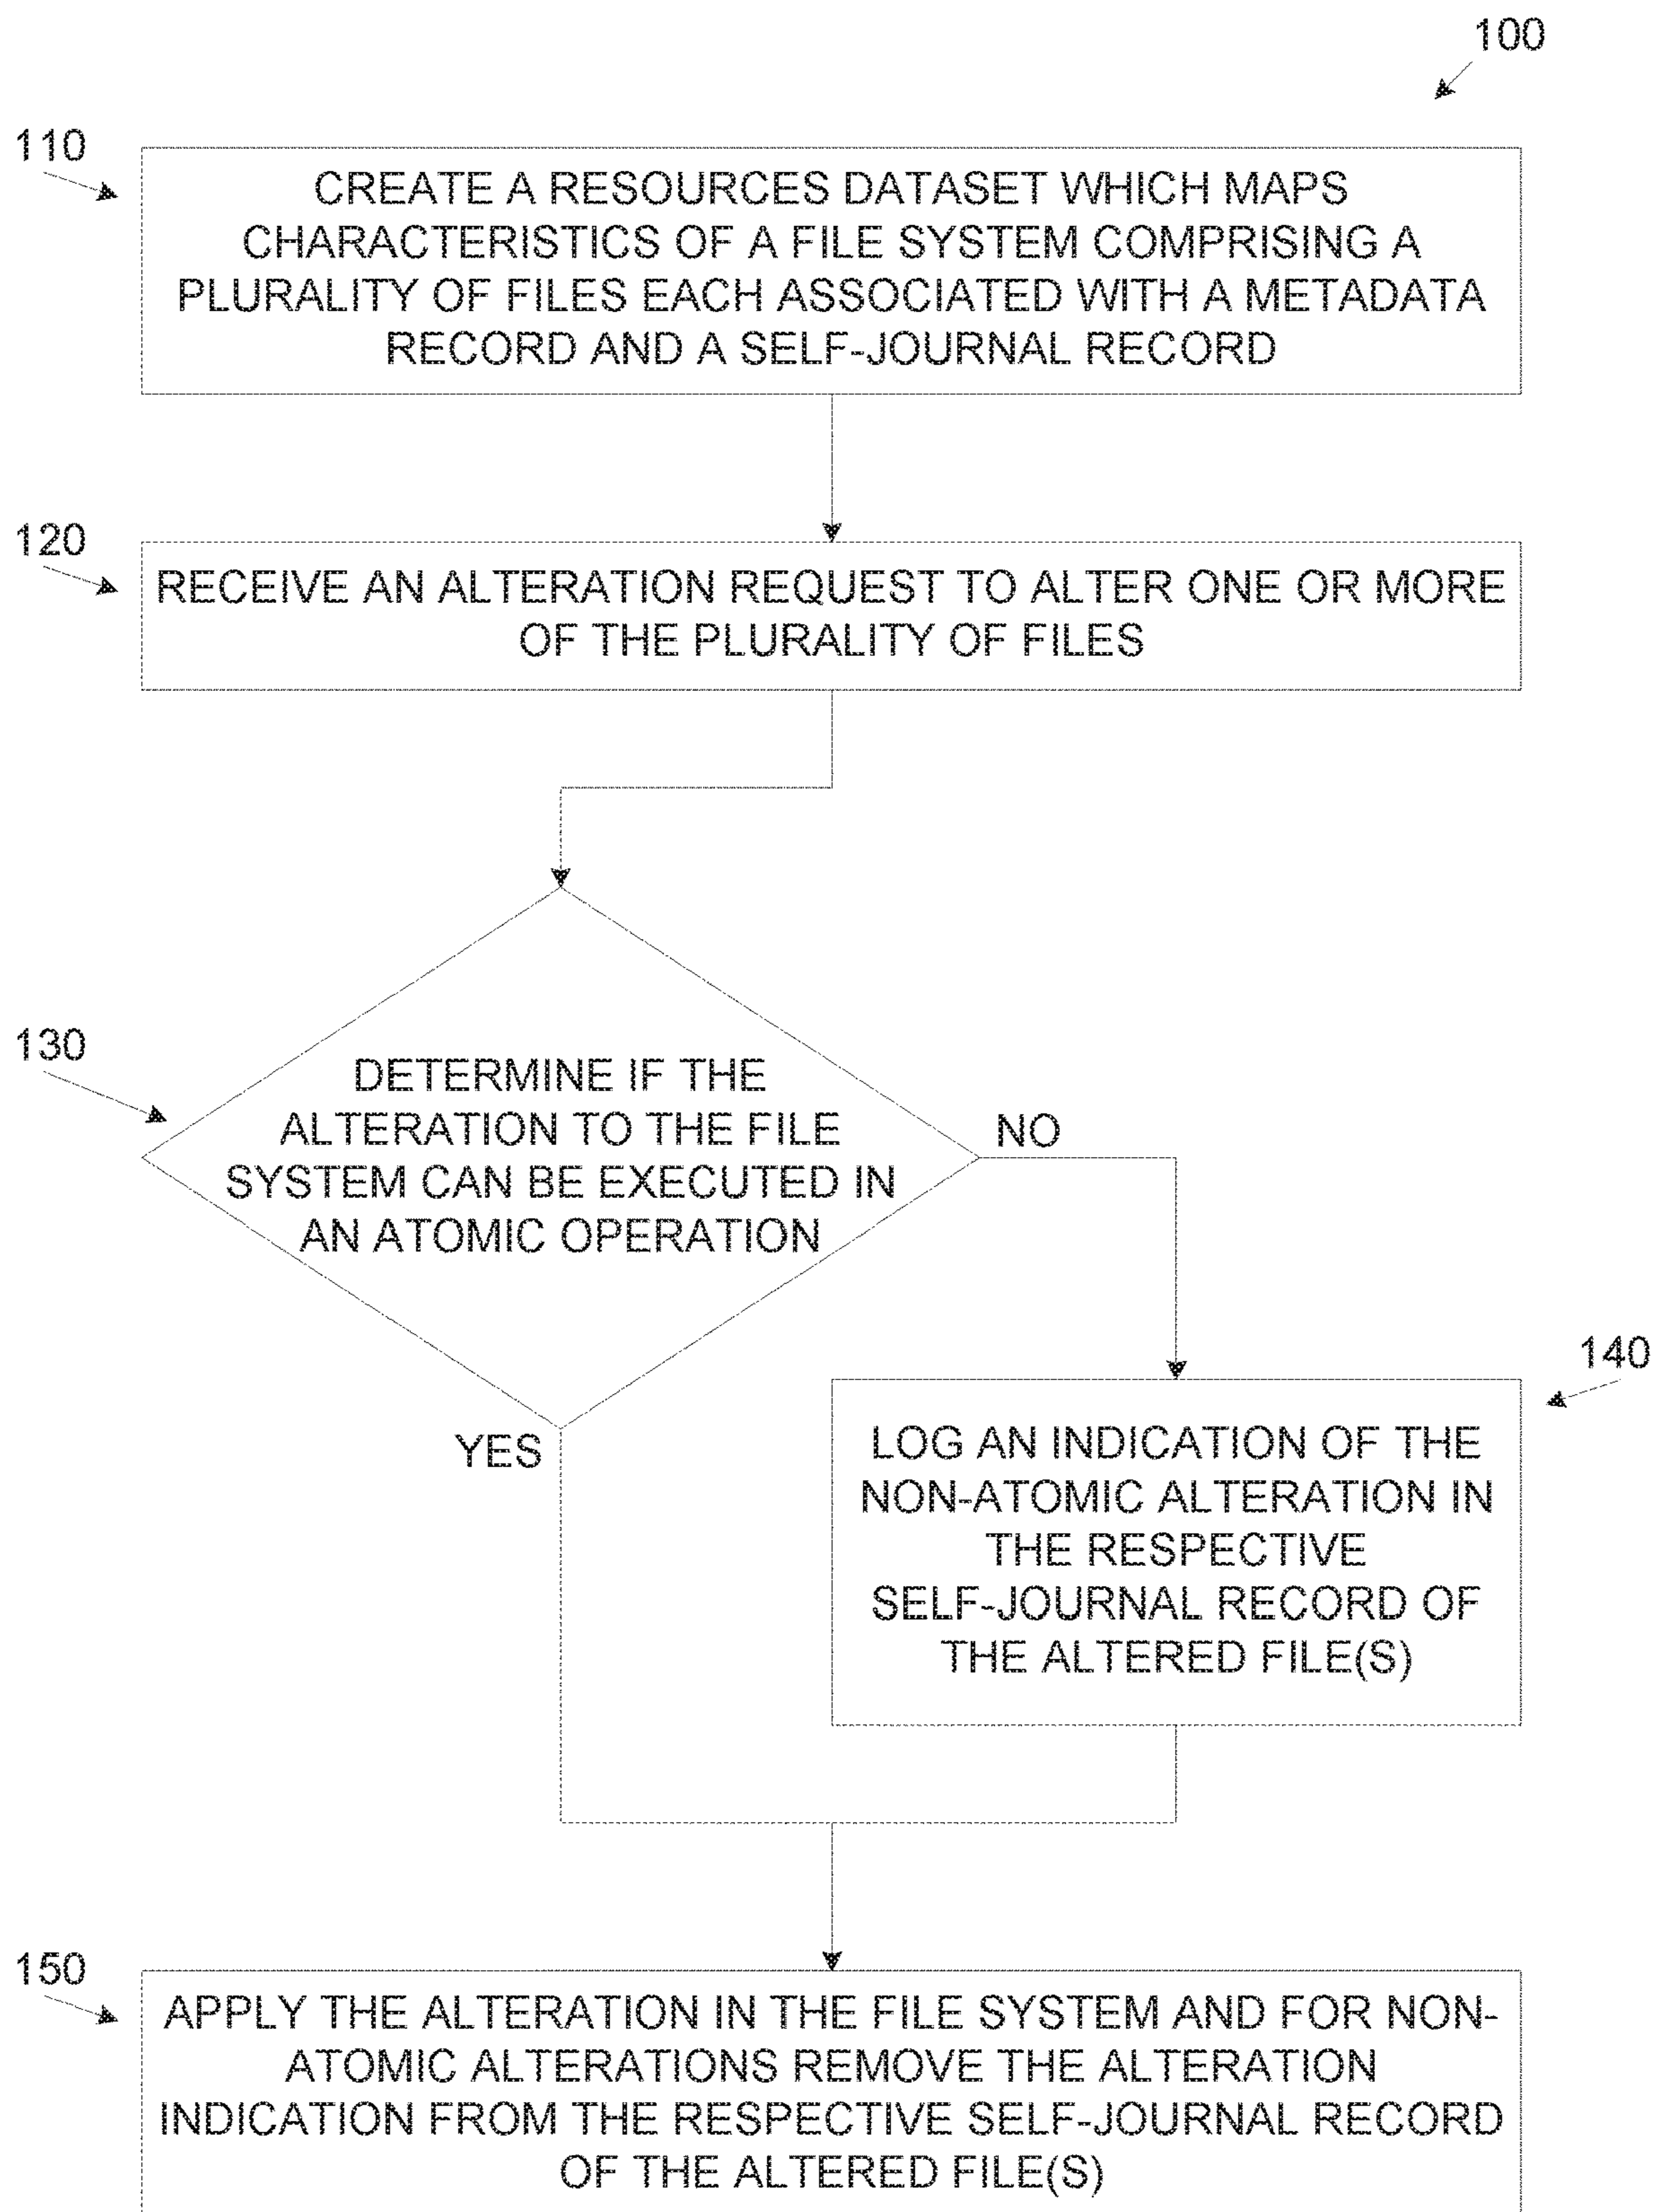 100
110
CREATE A RESOURCES DATASET WHICH MAPS
CHARACTERISTICS OF A FILE SYSTEM COMPRISING A
PLURALITY OF FILES EACH ASSOCIATED WITH A METADATA
RECORD AND A SELF-JOURNAL RECORD
120
RECEIVE AN ALTERATION REQUEST TO ALTER ONE OR MORE
OF THE PLURALITY OF FILES
130
DETERMINE IF THE
ALTERATION TO THE FILE
SYSTEM CAN BE EXECUTED IN
AN ATOMIC OPERATION
NO
YES
140
LOG AN INDICATION OF THE
NON-ATOMIC ALTERATION IN
THE RESPECTIVE
SELF-JOURNAL RECORD OF
THE ALTERED FILE(S)
150
APPLY THE ALTERATION IN THE FILE SYSTEM AND FOR NON-
ATOMIC ALTERATIONS REMOVE THE ALTERATION
INDICATION FROM THE RESPECTIVE SELF-JOURNAL RECORD
OF THE ALTERED FILE(S)